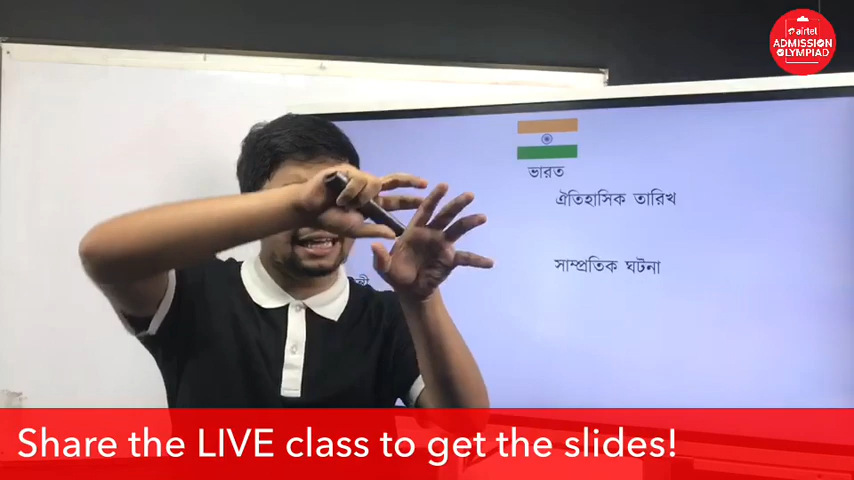 airtel
ADMISSION
OLYMPIAD
ভারত
ঐতিহাসিক তারিখ
সাম্প্রতিক ঘটনা
Share the LIVE class to get the slides!